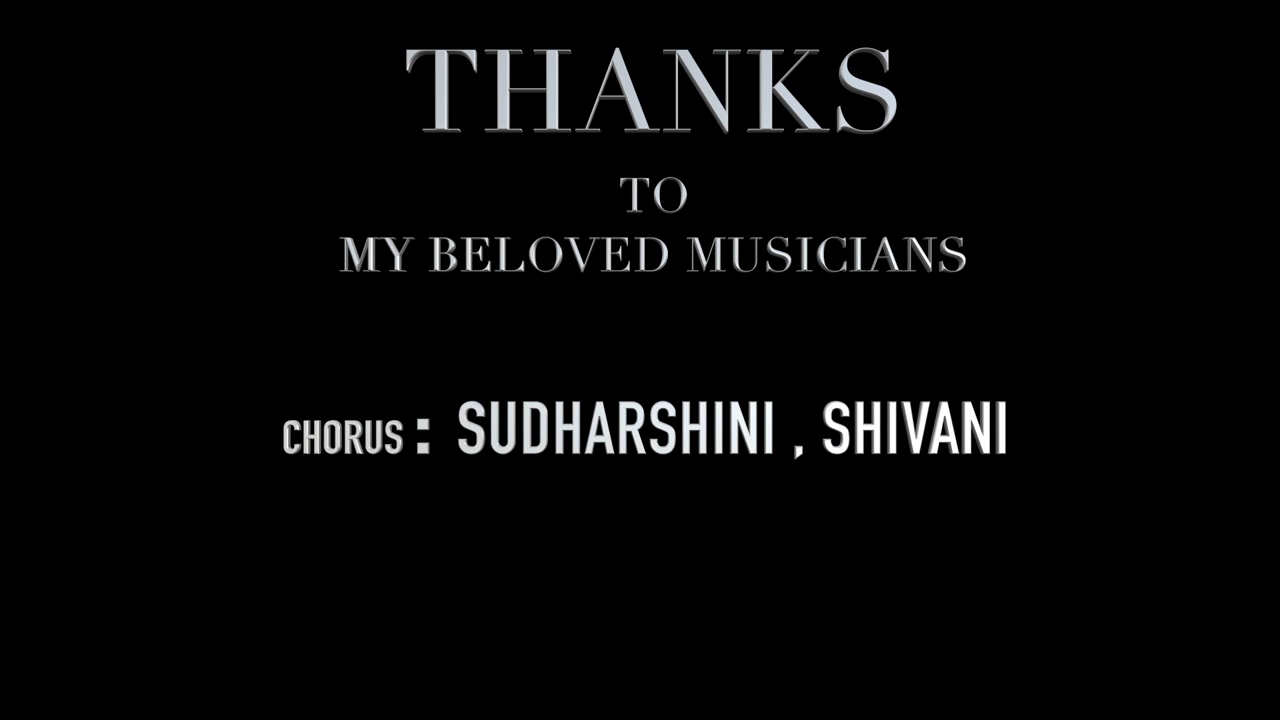 THANKS
TO
MY BELOVED MUSICIANS
CHORUS : SUDHARSHINI , SHIVANI